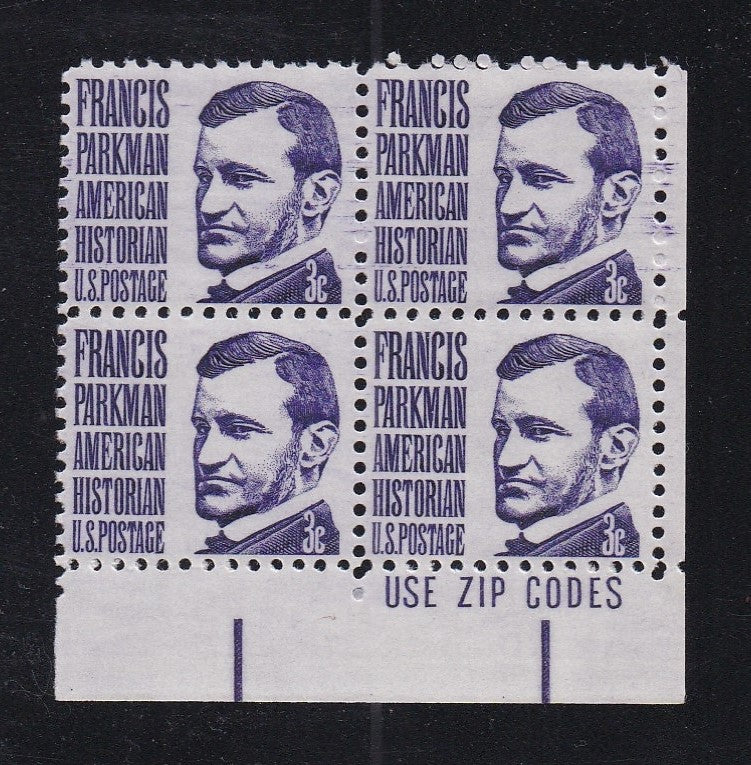 FRANCIS
PARKMAN
AMERICAN
HISTORIAN
U.S.POSTAGE
3c
FRANCIS
PARKMAN
AMERICAN
HISTORIAN
U.S.POSTAGE
3c
FRANCIS
PARKMAN
AMERICAN
HISTORIAN
U.S.POSTAGE
3c
FRANCIS
PARKMAN
AMERICAN
HISTORIAN
U.S.POSTAGE
3c
USE ZIP CODES